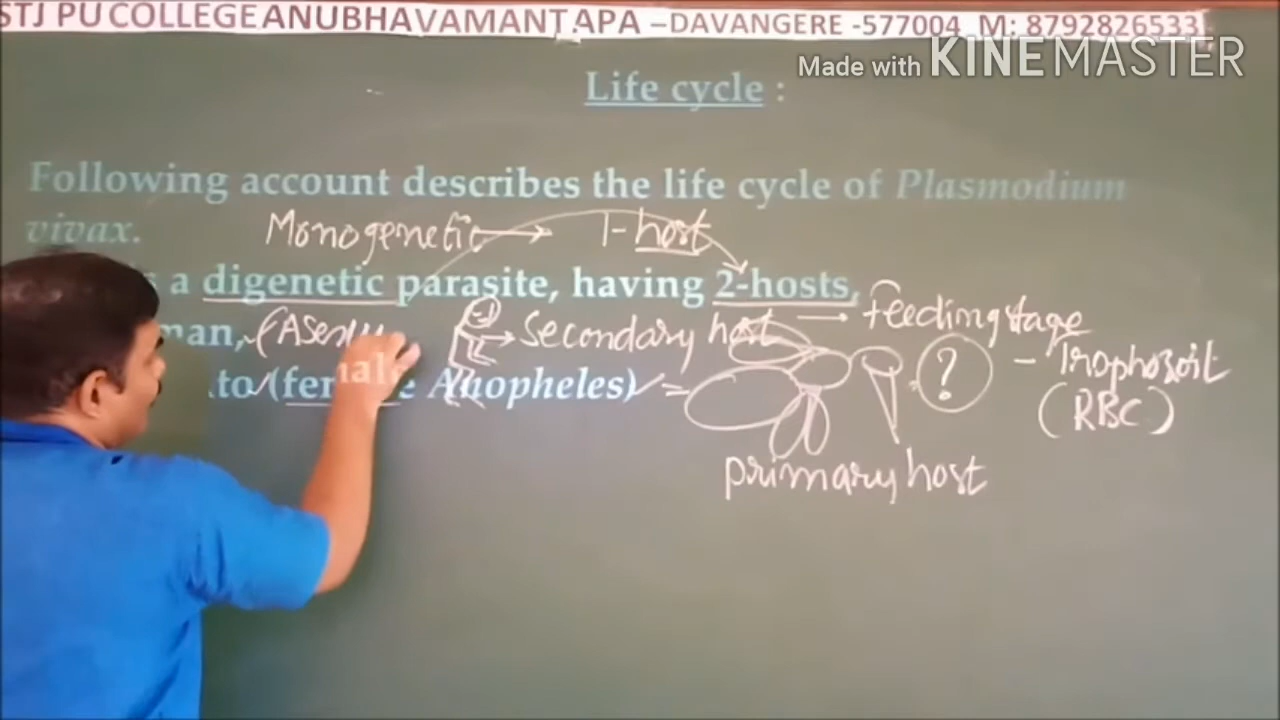 STJ PU COLLEGE ANUBHAVAMANTAPA – DAVANGERE -577004 M: 8792826533
Made with KINEMASTER
Life cycle :
Following account describes the life cycle of Plasmodium
vivax.
Monogenetic → 1- host
a digenetic parasite, having 2-hosts,
man, (Asexu → Secondary host → Feeding stage
- Trophozoit
to (female Anopheles) = ?
(RBC)
primary host